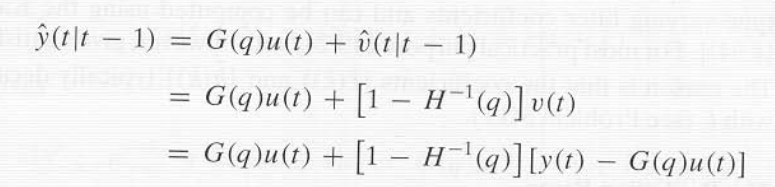 ŷ(t|t − 1) = G(q)u(t) + v̂(t|t − 1)
= G(q)u(t) + [1 − H⁻¹(q)] v(t)
= G(q)u(t) + [1 − H⁻¹(q)][y(t) − G(q)u(t)]